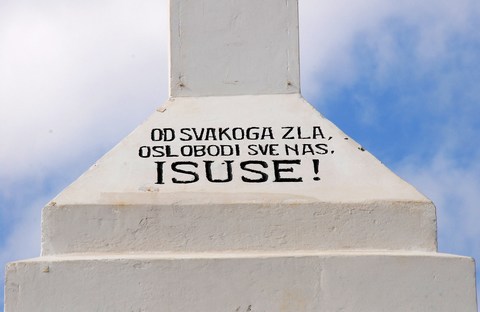 OD SVAKOGA ZLA,
OSLOBODI SVE NAS.
ISUSE!